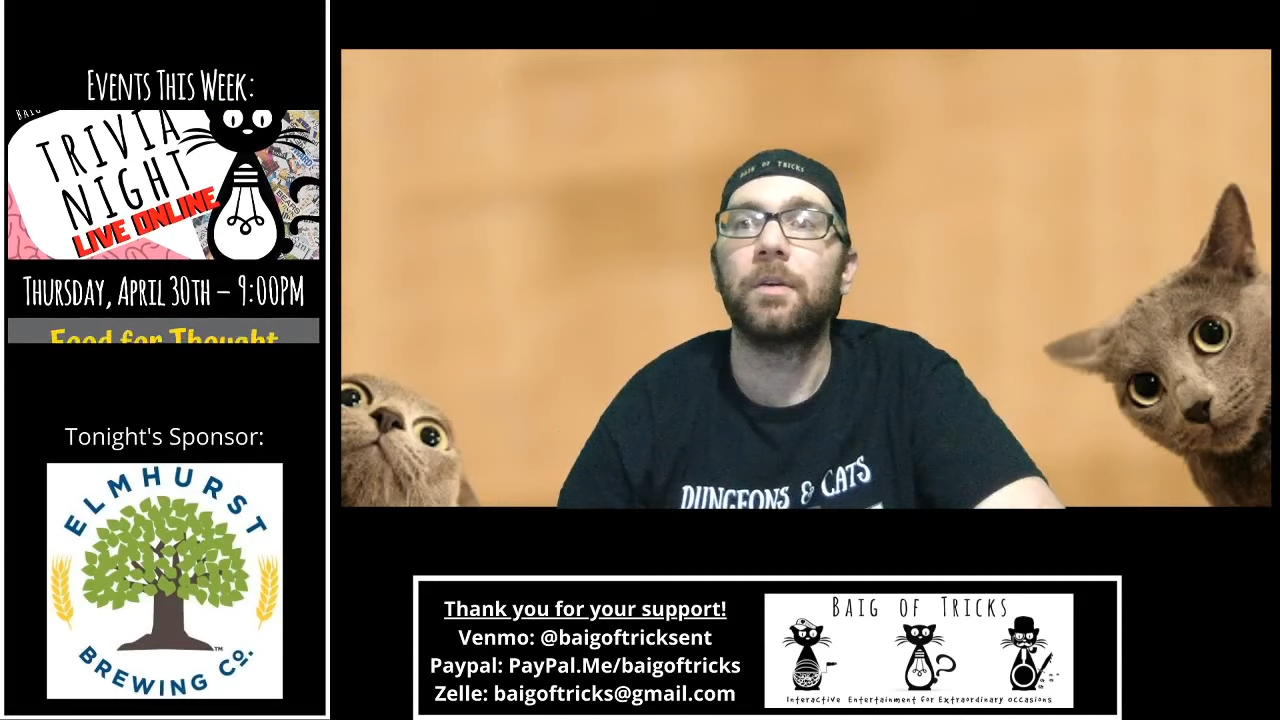 Events This Week:
BAIG
TRIVIA
NIGHT
LIVE ONLINE
Thursday, April 30th – 9:00PM
Food for Thought
Tonight's Sponsor:
ELMHURST
BREWING CO.
TM
BAIG OF TRICKS
DUNGEONS & CATS
Thank you for your support!
Venmo: @baigoftricksent
Paypal: PayPal.Me/baigoftricks
Zelle: baigoftricks@gmail.com
BAIG OF TRICKS
Interactive Entertainment for Extraordinary occasions